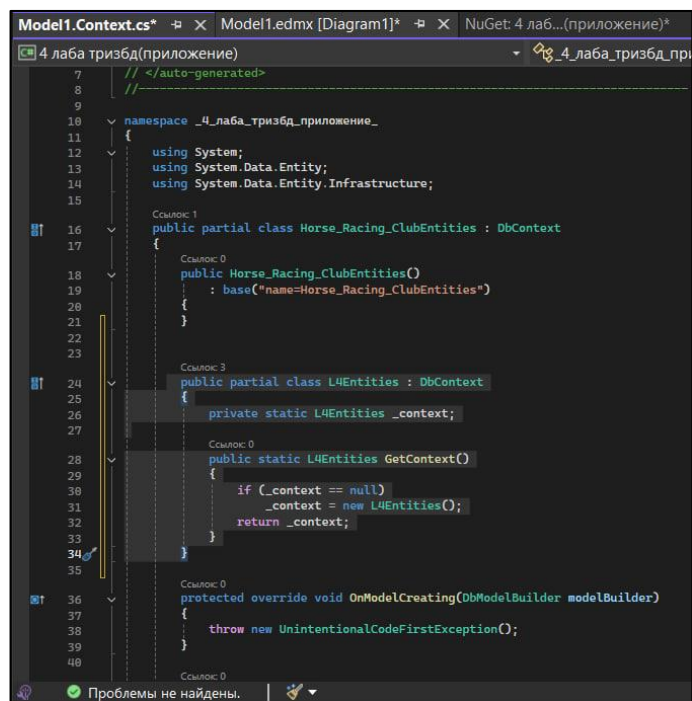 Model1.Context.cs* Model1.edmx [Diagram1]* NuGet: 4 лаб...(приложение)*
4 лаба тризбд(приложение) _4_лаба_тризбд_при
7 // </auto-generated>
8 //------------------------------------------------------------------------------
9
10 namespace _4_лаба_тризбд_приложение_
11 {
12 using System;
13 using System.Data.Entity;
14 using System.Data.Entity.Infrastructure;
15
Ссылок: 1
16 public partial class Horse_Racing_ClubEntities : DbContext
17 {
Ссылок: 0
18 public Horse_Racing_ClubEntities()
19 : base("name=Horse_Racing_ClubEntities")
20 {
21 }
22
23
Ссылок: 3
24 public partial class L4Entities : DbContext
25 {
26 private static L4Entities _context;
27
Ссылок: 0
28 public static L4Entities GetContext()
29 {
30 if (_context == null)
31 _context = new L4Entities();
32 return _context;
33 }
34 }
35
Ссылок: 0
36 protected override void OnModelCreating(DbModelBuilder modelBuilder)
37 {
38 throw new UnintentionalCodeFirstException();
39 }
40
Ссылок: 0
Проблемы не найдены.